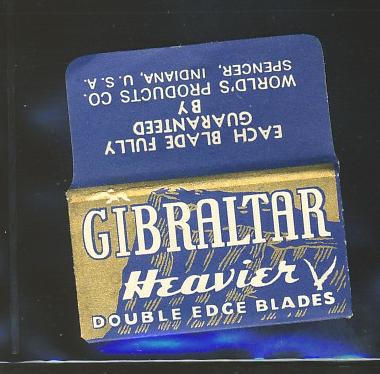 EACH BLADE FULLY
GUARANTEED
BY
WORLD'S PRODUCTS CO.
SPENCER, INDIANA, U. S. A.
GIBRALTAR
Heavier
DOUBLE EDGE BLADES